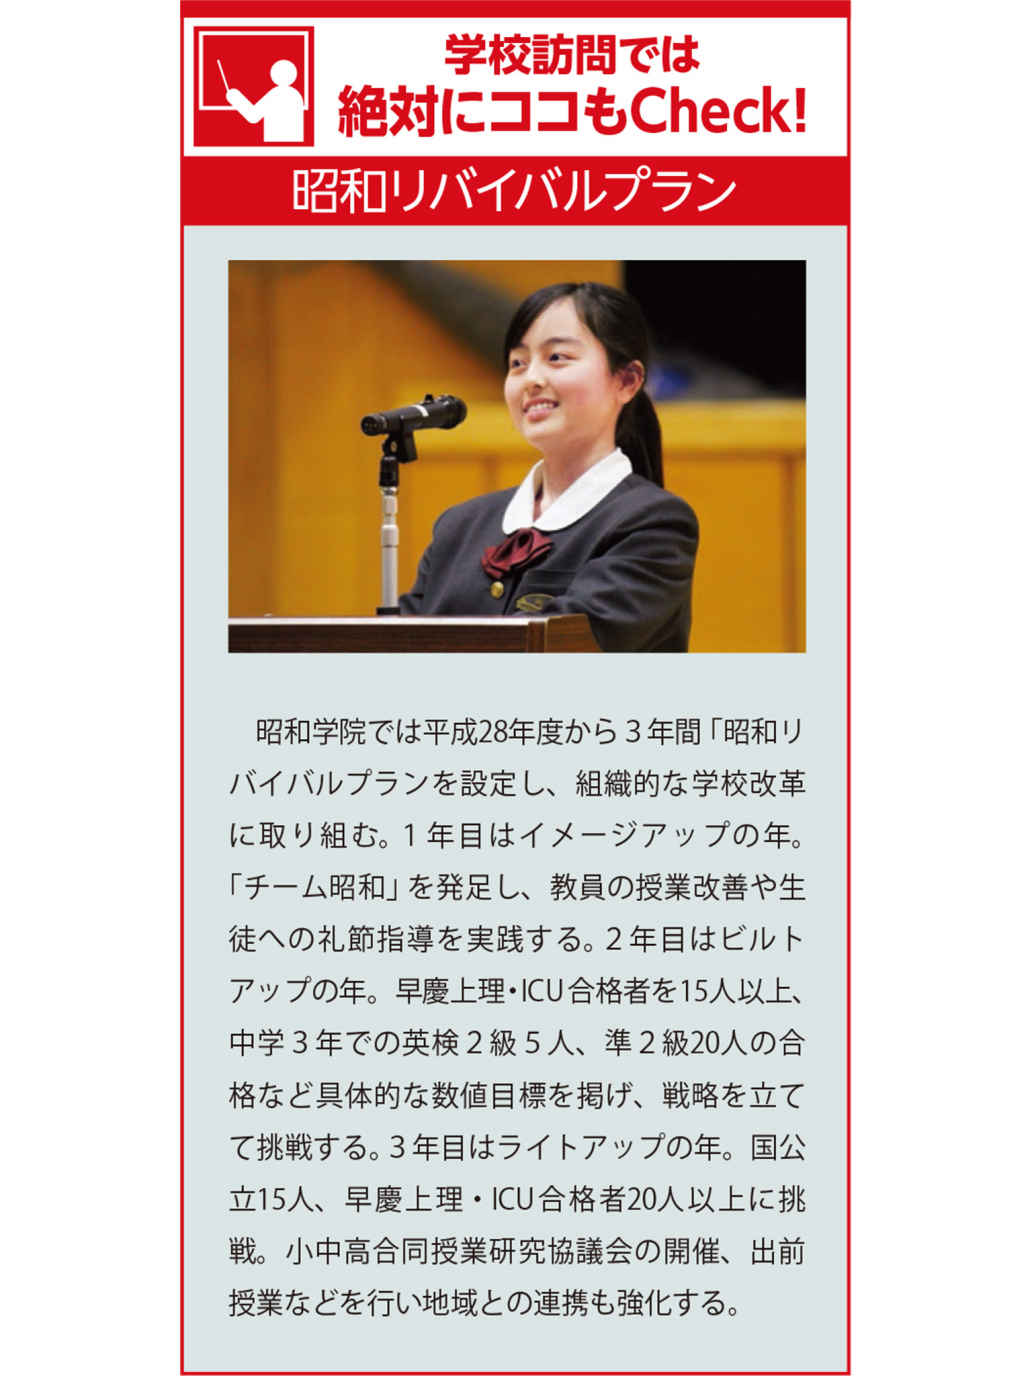 学校訪問では
絶対にココもCheck!
昭和リバイバルプラン
昭和学院では平成28年度から３年間「昭和リ
バイバルプランを設定し、組織的な学校改革
に取り組む。１年目はイメージアップの年。
「チーム昭和」を発足し、教員の授業改善や生
徒への礼節指導を実践する。２年目はビルト
アップの年。早慶上理・ICU合格者を15人以上、
中学３年での英検２級５人、準２級20人の合
格など具体的な数値目標を掲げ、戦略を立て
て挑戦する。３年目はライトアップの年。国公
立15人、早慶上理・ICU合格者20人以上に挑
戦。小中高合同授業研究協議会の開催、出前
授業などを行い地域との連携も強化する。